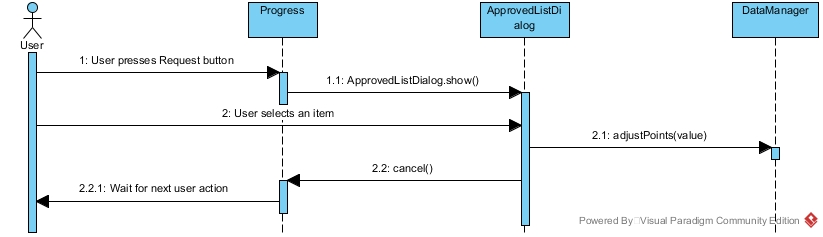 Progress
ApprovedListDi
alog
DataManager
User
1: User presses Request button
1.1: ApprovedListDialog.show()
2: User selects an item
2.1: adjustPoints(value)
2.2: cancel()
2.2.1: Wait for next user action
Powered By Visual Paradigm Community Edition